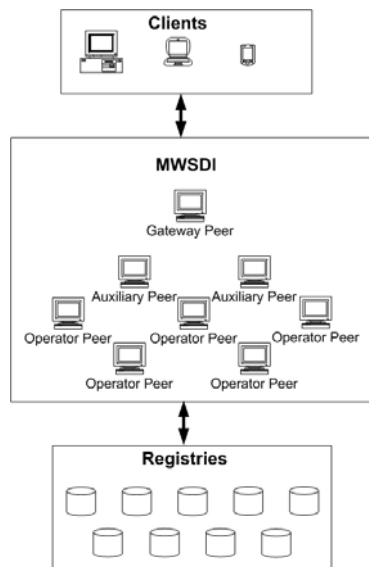 Clients
MWSDI
Gateway Peer
Auxiliary Peer Auxiliary Peer
Operator Peer Operator Peer Operator Peer
Operator Peer Operator Peer
Registries